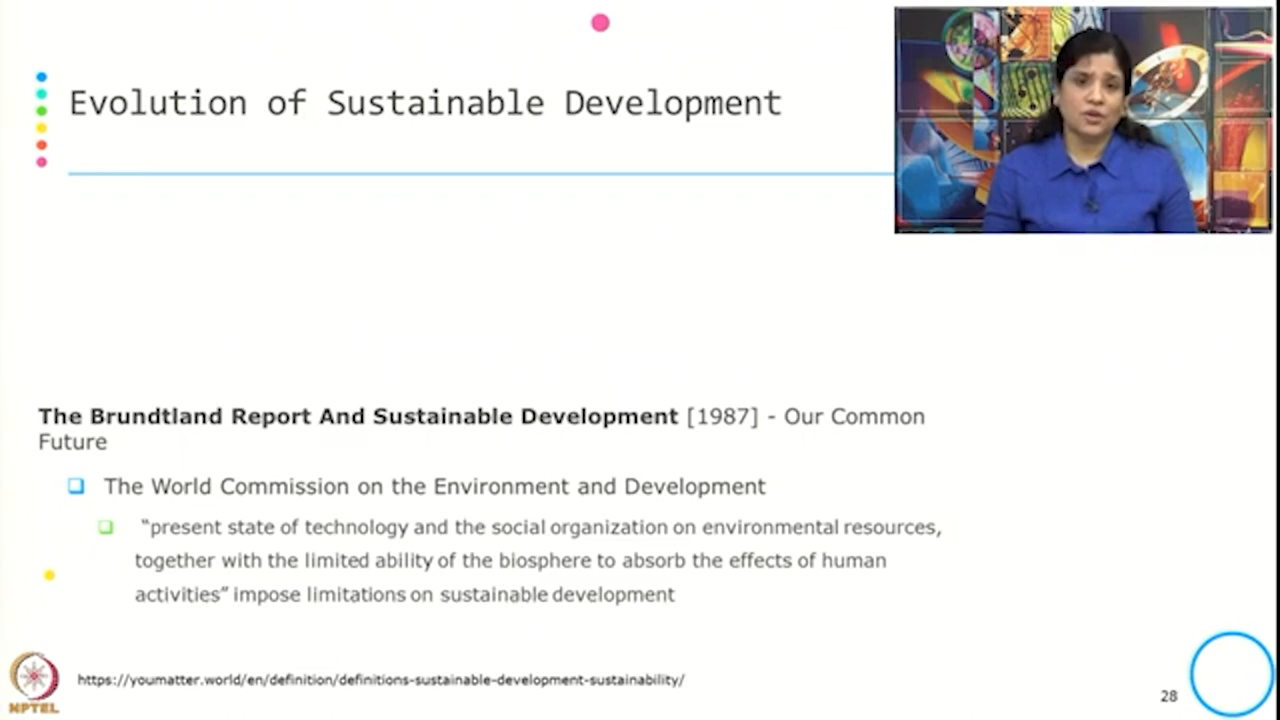 Evolution of Sustainable Development
The Brundtland Report And Sustainable Development [1987] - Our Common
Future
The World Commission on the Environment and Development
“present state of technology and the social organization on environmental resources,
together with the limited ability of the biosphere to absorb the effects of human
activities” impose limitations on sustainable development
https://youmatter.world/en/definition/definitions-sustainable-development-sustainability/
28
NPTEL